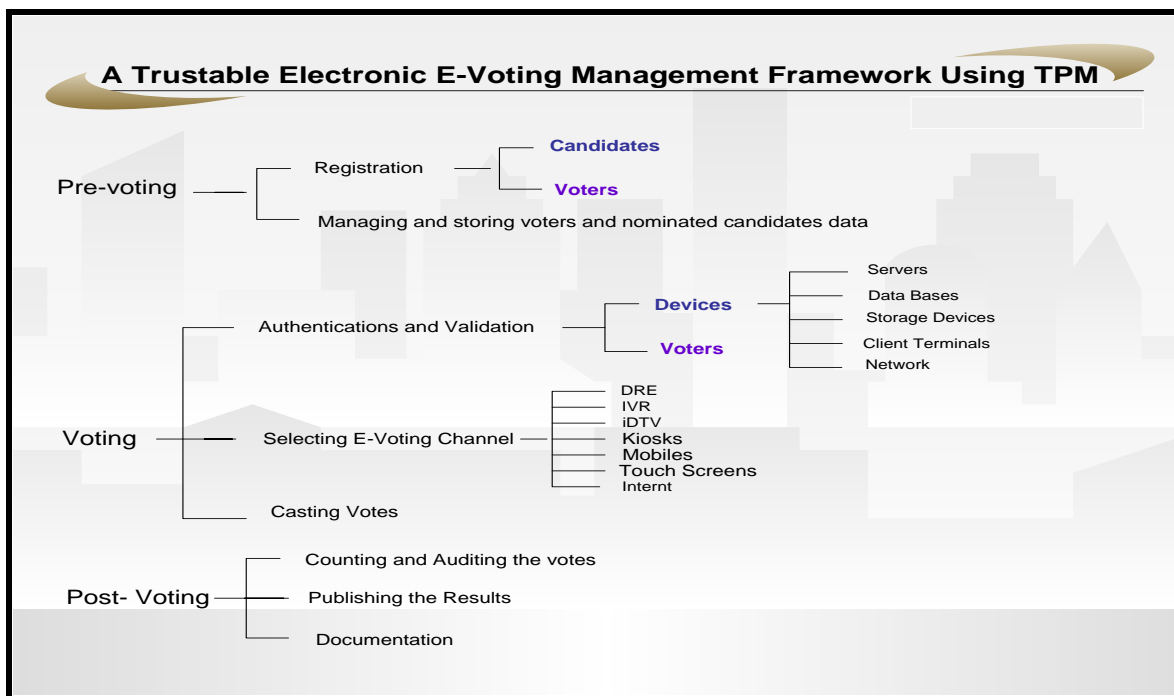 A Trustable Electronic E-Voting Management Framework Using TPM
Pre-voting
Registration
Candidates
Voters
Managing and storing voters and nominated candidates data
Voting
Authentications and Validation
Devices
Servers
Data Bases
Storage Devices
Client Terminals
Network
Voters
Selecting E-Voting Channel
DRE
IVR
iDTV
Kiosks
Mobiles
Touch Screens
Internt
Casting Votes
Post- Voting
Counting and Auditing the votes
Publishing the Results
Documentation